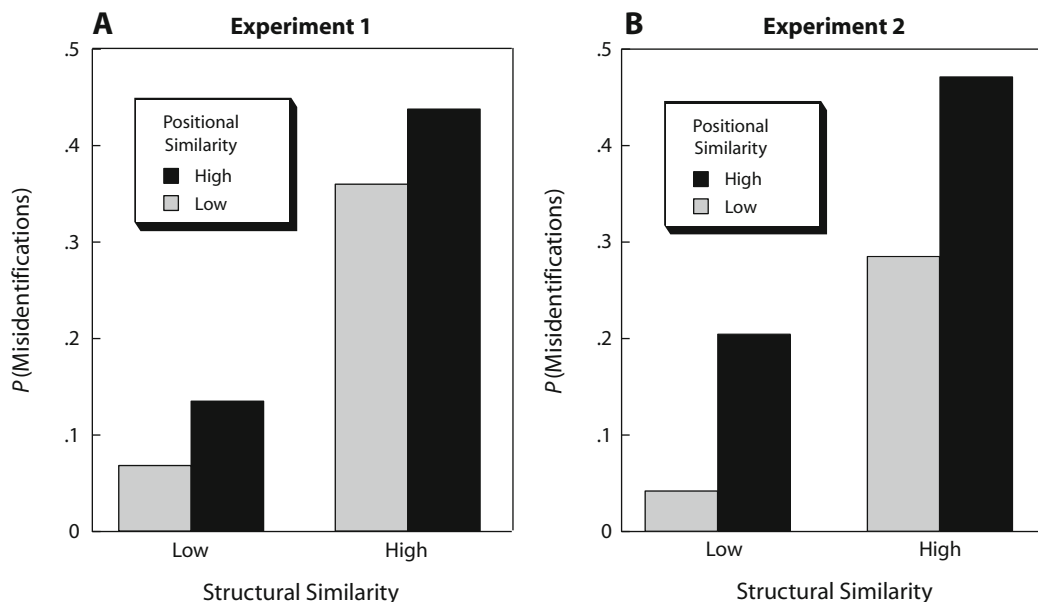 A
Experiment 1
.5
.4
.3
.2
.1
0
P(Misidentifications)
Positional
Similarity
High
Low
Low
High
Structural Similarity
B
Experiment 2
.5
.4
.3
.2
.1
0
P(Misidentifications)
Positional
Similarity
High
Low
Low
High
Structural Similarity